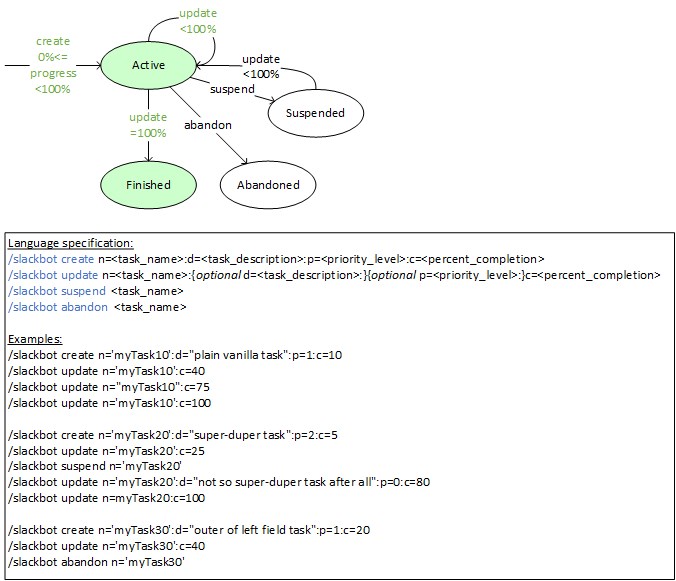 update
<100%
create
0%<=
progress
<100%
Active
update
<100%
suspend
Suspended
update
=100%
abandon
Finished
Abandoned
Language specification:
/slackbot create n=<task_name>:d=<task_description>:p=<priority_level>:c=<percent_completion>
/slackbot update n=<task_name>:{optional d=<task_description>:}{optional p=<priority_level>:}c=<percent_completion>
/slackbot suspend <task_name>
/slackbot abandon <task_name>
Examples:
/slackbot create n='myTask10':d="plain vanilla task":p=1:c=10
/slackbot update n='myTask10':c=40
/slackbot update n="myTask10":c=75
/slackbot update n='myTask10':c=100
/slackbot create n='myTask20':d="super-duper task":p=2:c=5
/slackbot update n='myTask20':c=25
/slackbot suspend n='myTask20'
/slackbot update n='myTask20':d="not so super-duper task after all":p=0:c=80
/slackbot update n=myTask20:c=100
/slackbot create n='myTask30':d="outer of left field task":p=1:c=20
/slackbot update n='myTask30':c=40
/slackbot abandon n='myTask30'